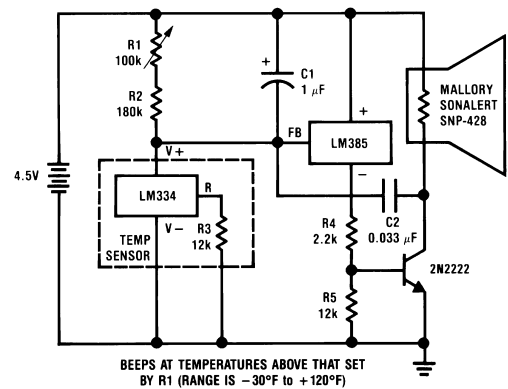 R1
100k
R2
180k
+
C1
1 μF
MALLORY
SONALERT
SNP-428
+
FB
LM385
−
4.5V
V+
LM334
R
V−
R3
12k
TEMP
SENSOR
R4
2.2k
C2
0.033 μF
2N2222
R5
12k
BEEPS AT TEMPERATURES ABOVE THAT SET
BY R1 (RANGE IS −30°F to +120°F)